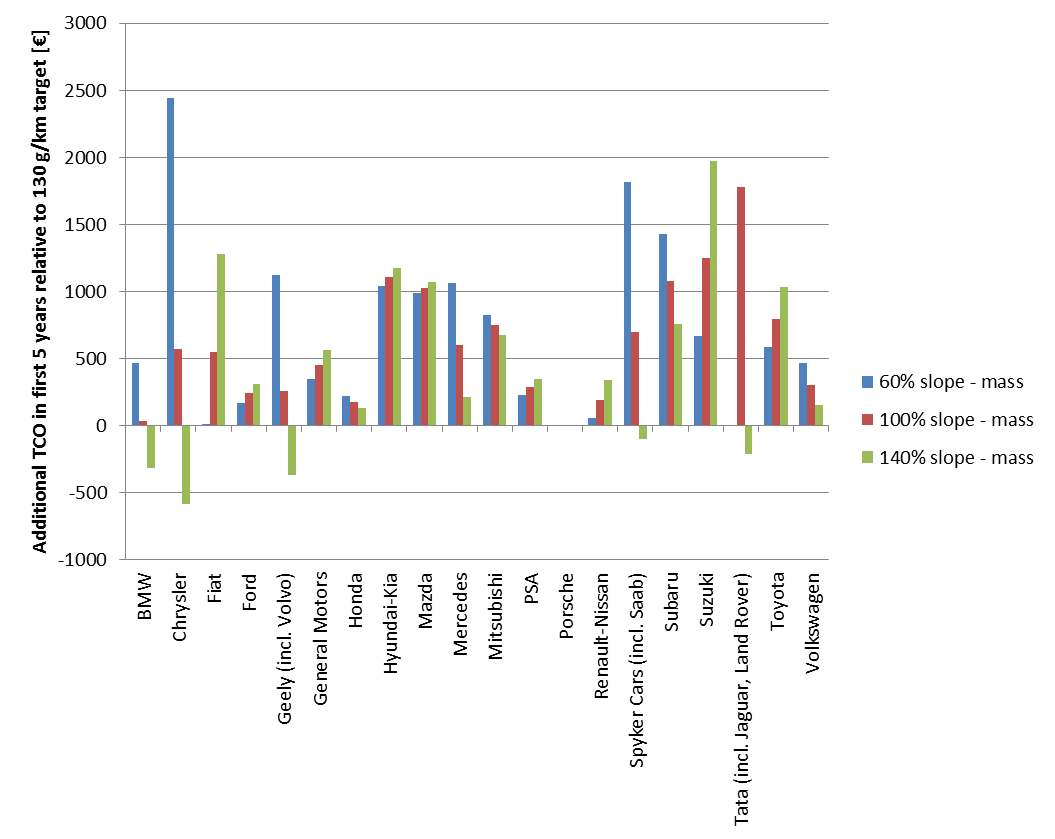 Additional TCO in first 5 years relative to 130 g/km target [€]
3000
2500
2000
1500
1000
500
0
-500
-1000
BMW
Chrysler
Fiat
Ford
Geely (incl. Volvo)
General Motors
Honda
Hyundai-Kia
Mazda
Mercedes
Mitsubishi
PSA
Porsche
Renault-Nissan
Spyker Cars (incl. Saab)
Subaru
Suzuki
Tata (incl. Jaguar, Land Rover)
Toyota
Volkswagen
60% slope - mass
100% slope - mass
140% slope - mass